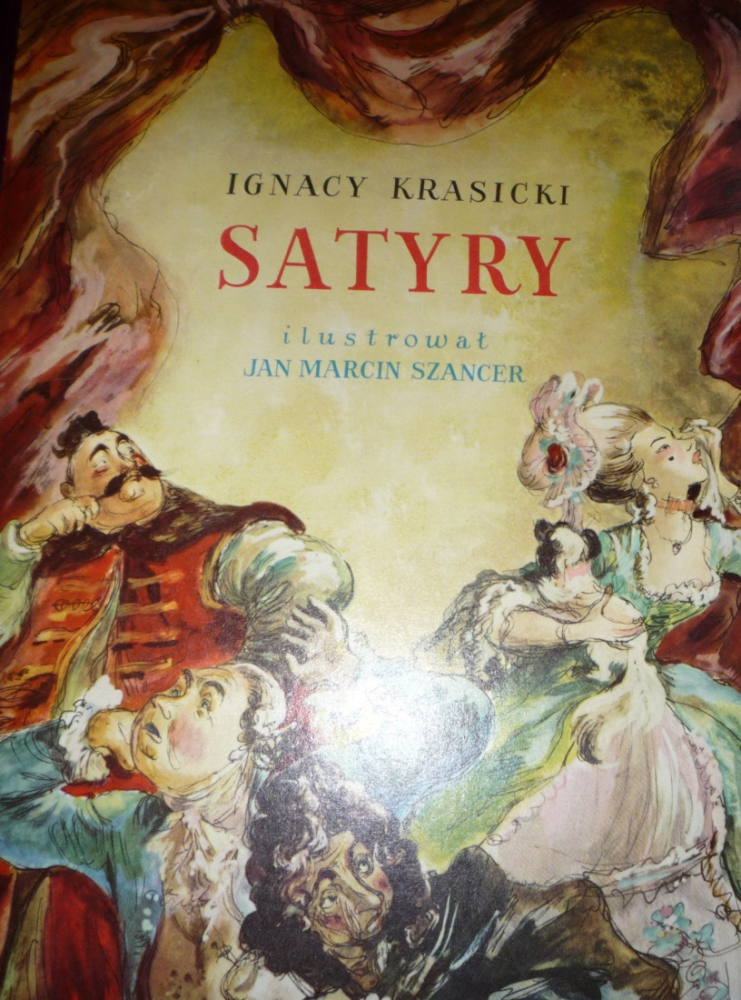 IGNACY KRASICKI
SATYRY
ilustrował
JAN MARCIN SZANCER